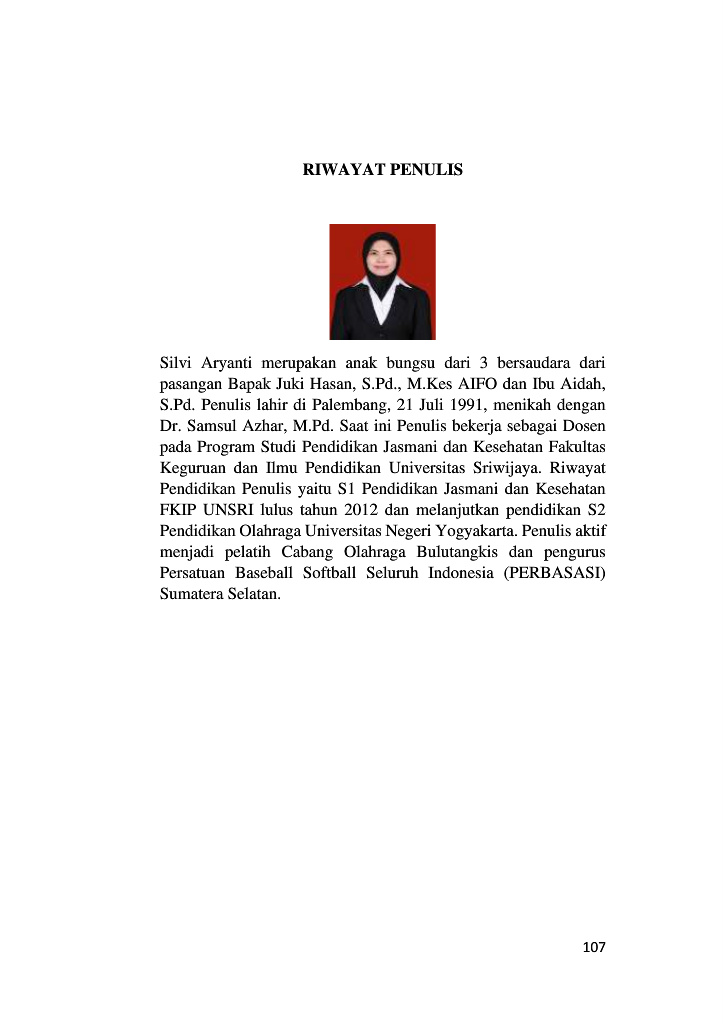 RIWAYAT PENULIS
Silvi Aryanti merupakan anak bungsu dari 3 bersaudara dari
pasangan Bapak Juki Hasan, S.Pd., M.Kes AIFO dan Ibu Aidah,
S.Pd. Penulis lahir di Palembang, 21 Juli 1991, menikah dengan
Dr. Samsul Azhar, M.Pd. Saat ini Penulis bekerja sebagai Dosen
pada Program Studi Pendidikan Jasmani dan Kesehatan Fakultas
Keguruan dan Ilmu Pendidikan Universitas Sriwijaya. Riwayat
Pendidikan Penulis yaitu S1 Pendidikan Jasmani dan Kesehatan
FKIP UNSRI lulus tahun 2012 dan melanjutkan pendidikan S2
Pendidikan Olahraga Universitas Negeri Yogyakarta. Penulis aktif
menjadi pelatih Cabang Olahraga Bulutangkis dan pengurus
Persatuan Baseball Softball Seluruh Indonesia (PERBASASI)
Sumatera Selatan.
107